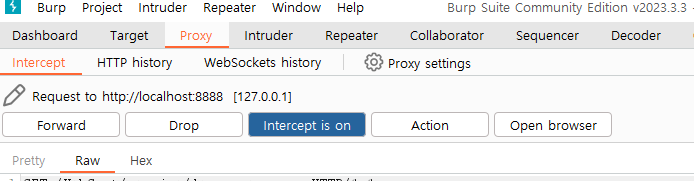 Burp Project Intruder Repeater Window Help Burp Suite Community Edition v2023.3.3 -
Dashboard Target Proxy Intruder Repeater Collaborator Sequencer Decoder
Intercept HTTP history WebSockets history Proxy settings
Request to http://localhost:8888 [127.0.0.1]
Forward Drop Intercept is on Action Open browser
Pretty Raw Hex